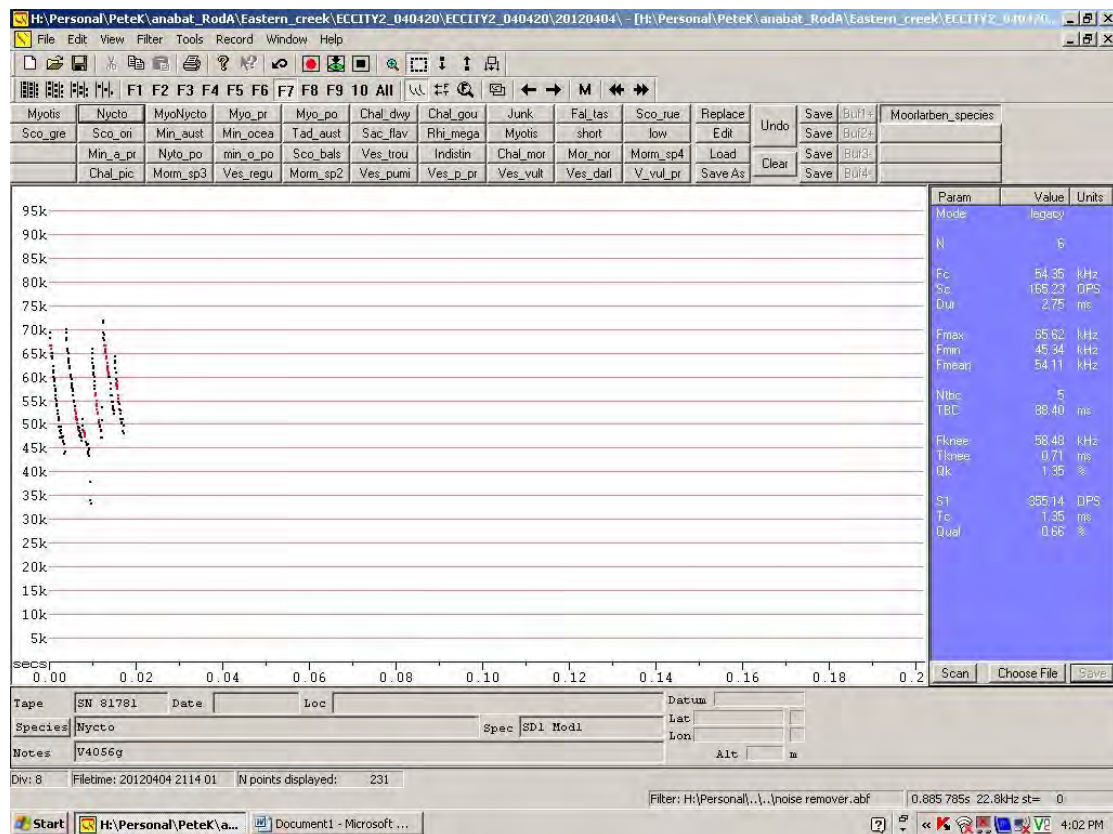 H:\Personal\PeteK\anabat_RodA\Eastern_creek\ECCITY2_040420\ECCITY2_040420\20120404\ - [H:\Personal\PeteK\anabat_RodA\Eastern_creek\ECCITY2_040420...
File Edit View Filter Tools Record Window Help
F1 F2 F3 F4 F5 F6 F7 F8 F9 10 All M
Myotis Nycto MyoNycto Myo_pr Myo_po Chal_dwy Chal_gou Junk Fal_tas Sco_rue Replace Undo Save Buf1+ Moorlarben_species
Sco_gre Sco_ori Min_aust Min_ocea Tad_aust Sac_flav Rhi_mega Myotis short low Edit Save Buf2+
Min_a_pr Nyto_po min_o_po Sco_bals Ves_trou Indistin Chal_mor Mor_nor Morm_sp4 Load Clear Save Buf3-
Chal_pic Morm_sp3 Ves_regu Morm_sp2 Ves_pumi Ves_p_pr Ves_vult Ves_darl V_vul_pr Save As Save Buf4-
Param Value Units
Mode legacy
N 6
Fc 54.35 kHz
Sc 165.23 OPS
Dur 2.75 ms
Fmax 65.62 kHz
Fmin 45.34 kHz
Fmean 54.11 kHz
Ntbc 5
TBC 88.40 ms
Fknee 58.48 kHz
Tknee 0.71 ms
Qk 1.35 %
S1 355.14 OPS
Tc 1.35 ms
Qual 0.66 %
95k
90k
85k
80k
75k
70k
65k
60k
55k
50k
45k
40k
35k
30k
25k
20k
15k
10k
5k
secs
0.00 0.02 0.04 0.06 0.08 0.10 0.12 0.14 0.16 0.18 0.2
Scan Choose File Save
Tape SN 81781 Date Loc Datum
Species Nycto Spec SD1 Mod1 Lat
Lon
Notes V4056g Alt m
Div: 8 Filetime: 20120404 2114 01 N points displayed: 231
Filter: H:\Personal\..\..\noise remover.abf 0.885 785s 22.8kHz st= 0
Start H:\Personal\PeteK\a... Document1 - Microsoft ... 4:02 PM